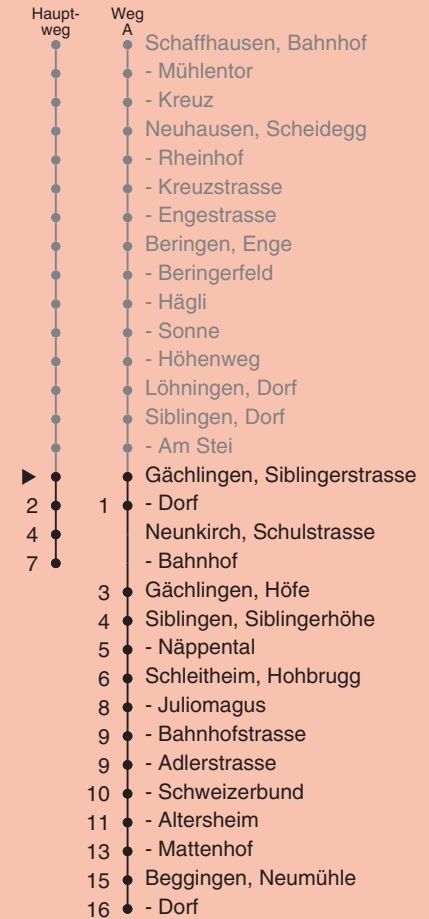 Haupt- Weg
weg A
Schaffhausen, Bahnhof
- Mühlentor
- Kreuz
Neuhausen, Scheidegg
- Rheinhof
- Kreuzstrasse
- Engestrasse
Beringen, Enge
- Beringerfeld
- Hägli
- Sonne
- Höhenweg
Löhningen, Dorf
Siblingen, Dorf
- Am Stei
Gächlingen, Siblingerstrasse
2 1 - Dorf
4 Neunkirch, Schulstrasse
7 - Bahnhof
3 Gächlingen, Höfe
4 Siblingen, Siblingerhöhe
5 - Näppental
6 Schleitheim, Hohbrugg
8 - Juliomagus
9 - Bahnhofstrasse
9 - Adlerstrasse
10 - Schweizerbund
11 - Altersheim
13 - Mattenhof
15 Beggingen, Neumühle
16 - Dorf